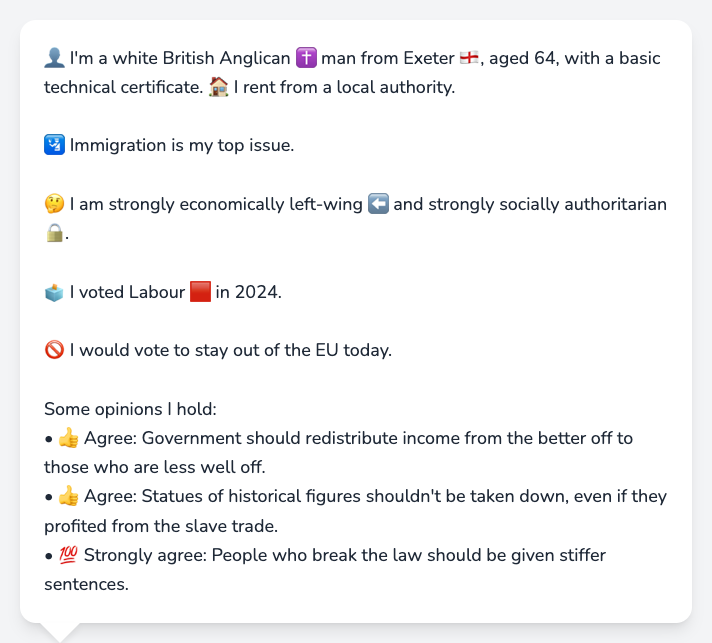 👤 I'm a white British Anglican ✝️ man from Exeter 🏴󠁧󠁢󠁥󠁮󠁧󠁿, aged 64, with a basic
technical certificate. 🏠 I rent from a local authority.
🛂 Immigration is my top issue.
🤔 I am strongly economically left-wing ⬅️ and strongly socially authoritarian
🔒.
🗳️ I voted Labour 🟥 in 2024.
🚫 I would vote to stay out of the EU today.
Some opinions I hold:
• 👍 Agree: Government should redistribute income from the better off to
those who are less well off.
• 👍 Agree: Statues of historical figures shouldn't be taken down, even if they
profited from the slave trade.
• 💯 Strongly agree: People who break the law should be given stiffer
sentences.